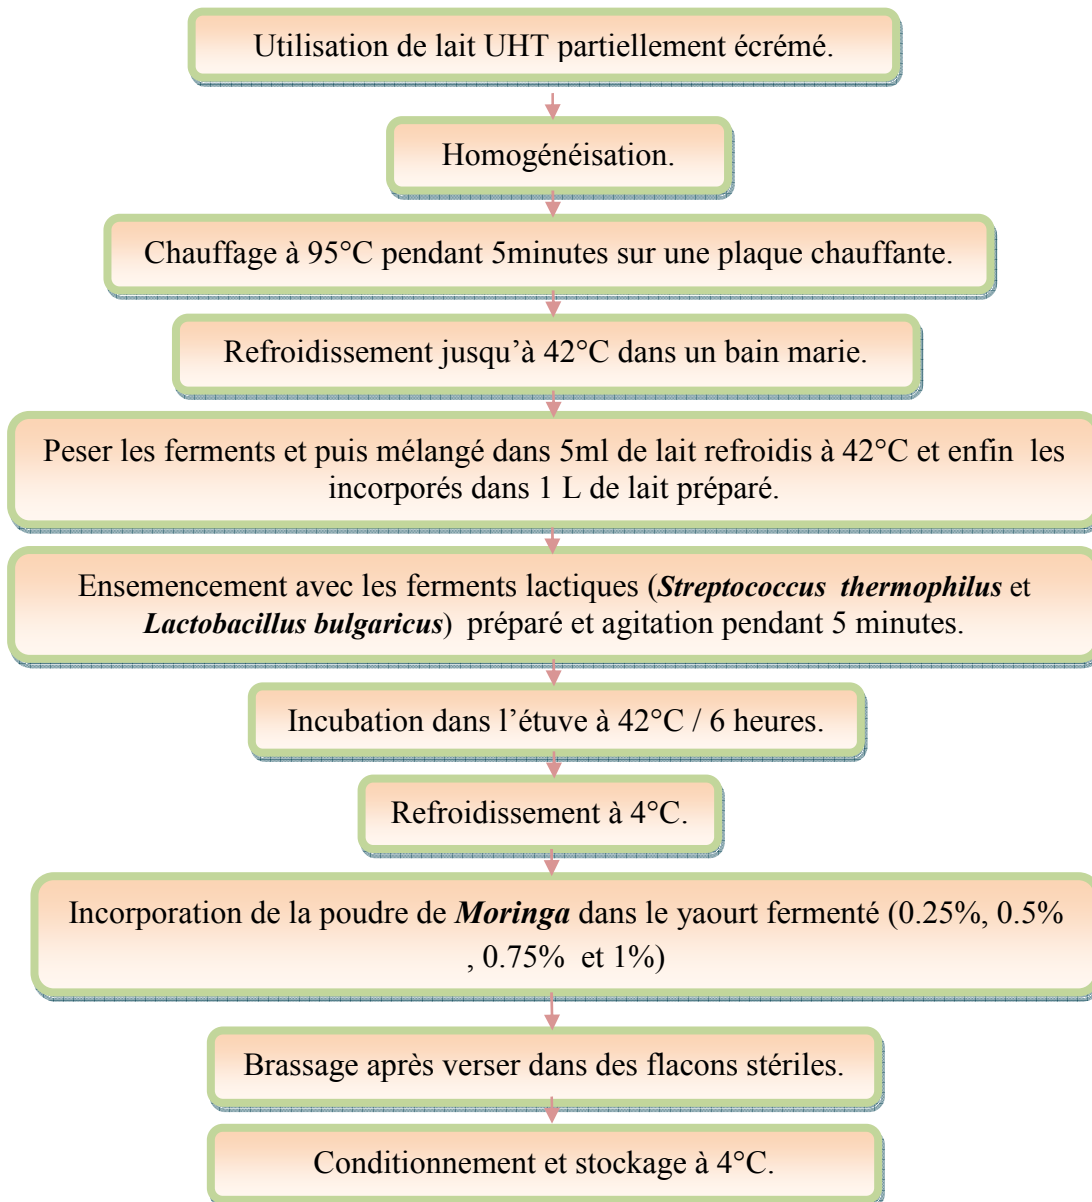 Utilisation de lait UHT partiellement écrémé.
Homogénéisation.
Chauffage à 95°C pendant 5minutes sur une plaque chauffante.
Refroidissement jusqu’à 42°C dans un bain marie.
Peser les ferments et puis mélangé dans 5ml de lait refroidis à 42°C et enfin les
incorporés dans 1 L de lait préparé.
Ensemencement avec les ferments lactiques (Streptococcus thermophilus et
Lactobacillus bulgaricus) préparé et agitation pendant 5 minutes.
Incubation dans l’étuve à 42°C / 6 heures.
Refroidissement à 4°C.
Incorporation de la poudre de Moringa dans le yaourt fermenté (0.25%, 0.5%
, 0.75% et 1%)
Brassage après verser dans des flacons stériles.
Conditionnement et stockage à 4°C.